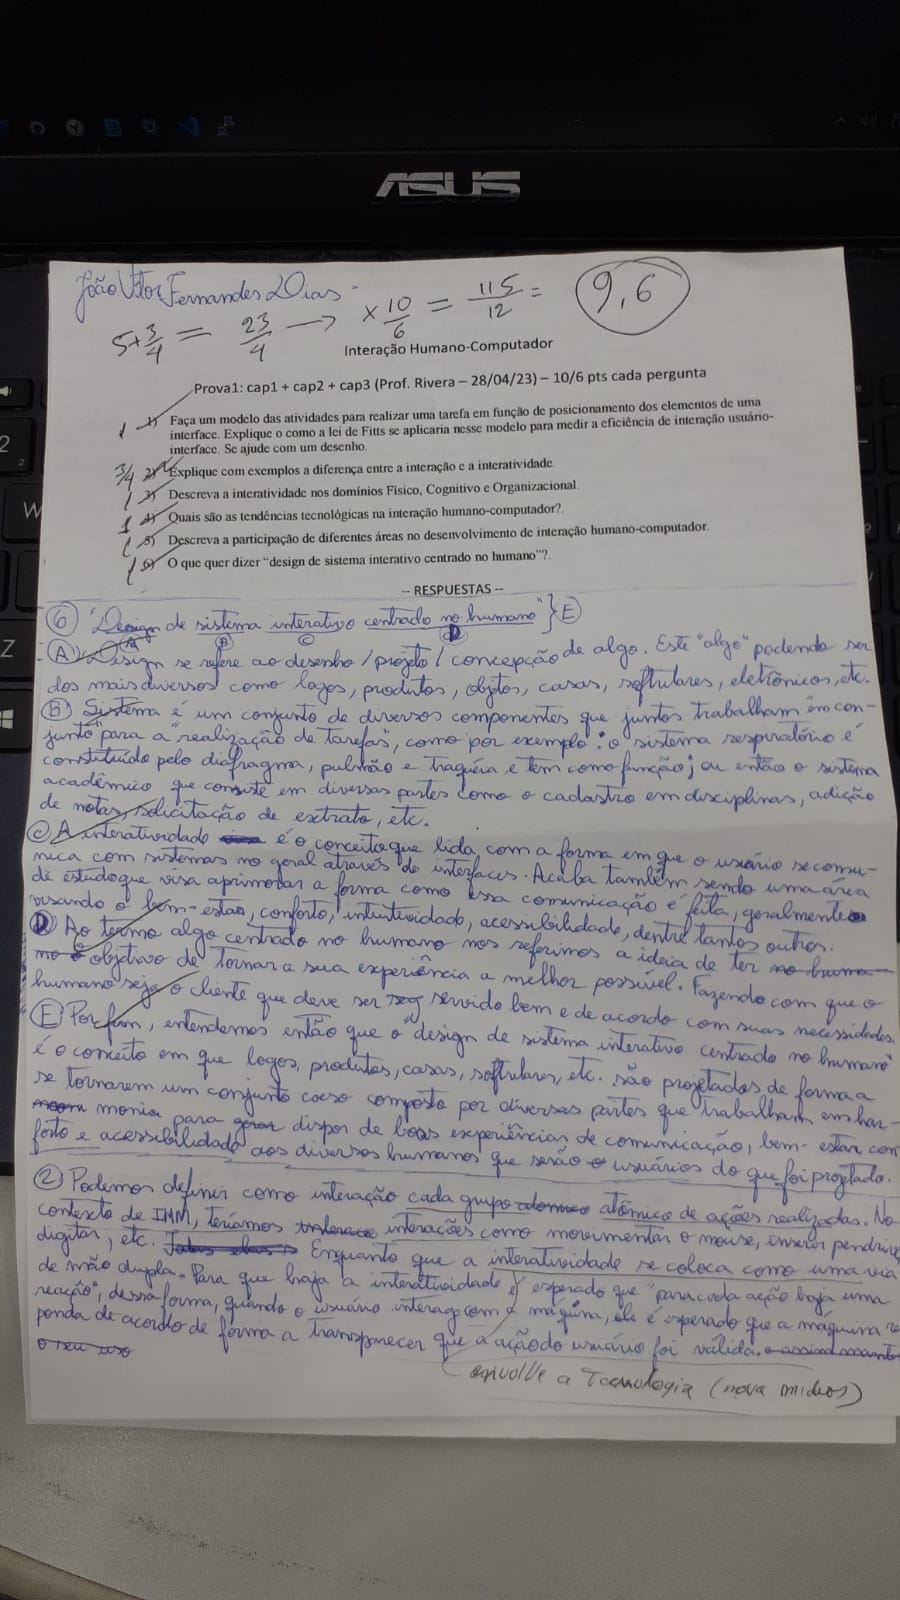 ASUS
João Vitor Fernandes Dias
5+3/4 = 23/4 → × 10/6 = 115/12 = 9,6
Interação Humano-Computador
Prova1: cap1 + cap2 + cap3 (Prof. Rivera – 28/04/23) – 10/6 pts cada pergunta
1 1) Faça um modelo das atividades para realizar uma tarefa em função de posicionamento dos elementos de uma
interface. Explique o como a lei de Fitts se aplicaria nesse modelo para medir a eficiência de interação usuário-
interface. Se ajude com um desenho.
3/4 2) Explique com exemplos a diferença entre a interação e a interatividade.
1 3) Descreva a interatividade nos domínios Físico, Cognitivo e Organizacional.
1 4) Quais são as tendências tecnológicas na interação humano-computador?.
1 5) Descreva a participação de diferentes áreas no desenvolvimento de interação humano-computador.
1 6) O que quer dizer “design de sistema interativo centrado no humano”?.
-- RESPUESTAS --
6 "Design de sistema interativo centrado no humano"} E
A B C D
A) Design se refere ao desenho/projeto/concepção de algo. Este "algo" podendo ser
dos mais diversos como logos, produtos, objetos, casas, softwares, eletrônicos, etc.
B) Sistema é um conjunto de diversos componentes que juntos trabalham em con-
junto para a "realização de tarefas", como por exemplo: o sistema respiratório é
constituído pelo diafragma, pulmão e traquéia e tem como função; ou então o sistema
acadêmico que consiste em diversas partes como o cadastro em disciplinas, adição
de notas, solicitação de extrato, etc.
C) A interatividade é o conceito que lida com a forma em que o usuário se comu-
nica com sistemas no geral através de interfaces. Acaba também sendo uma área
de estudo que visa aprimorar a forma como essa comunicação é feita, geralmente
visando o bem-estar, conforto, intuitividade, acessibilidade, dentre tantos outros.
D) Ao termo algo centrado no humano nos referimos a ideia de ter
o objetivo de tornar a sua experiência a melhor possível. Fazendo com que o
humano seja o cliente que deve ser servido bem e de acordo com suas necessidades.
E) Por fim, entendemos então que o "design de sistema interativo centrado no humano"
é o conceito em que logos, produtos, casas, softwares, etc. são projetados de forma a
se tornarem um conjunto coeso composto por diversas partes que trabalham em har-
monia para dispor de boas experiências de comunicação, bem-estar, con
forto e acessibilidade aos diversos humanos que serão o usuários do que foi projetado.
2 Podemos definir como interação cada grupo atômico de ações realizadas. No
contexto de IMM, teríamos interações como movimentar o mouse, inserir pendrive,
digitar, etc. Enquanto que a interatividade se coloca como uma via
de mão dupla. Para que haja a interatividade é esperado que "para cada ação haja uma
reação", dessa forma, quando o usuário interage com a máquina, é esperado que a máquina res
ponda de acordo de forma a transparecer que a ação do usuário foi válida.
envolve a Tecnologia (nova mídias)